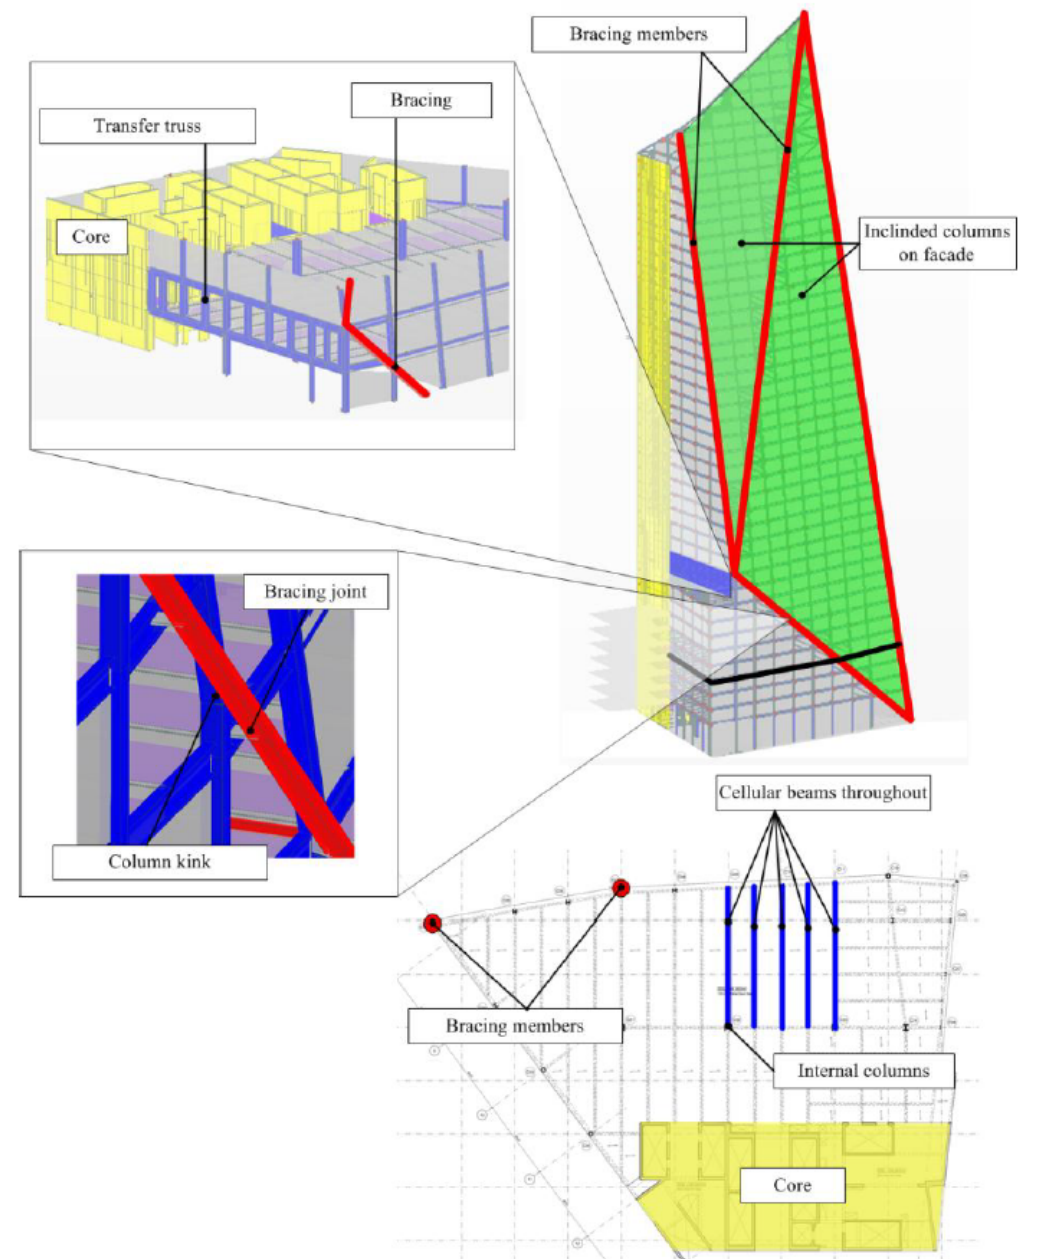 Bracing members
Bracing
Transfer truss
Core
Inclinded columns
on facade
Bracing joint
Column kink
Cellular beams throughout
Bracing members
Internal columns
Core